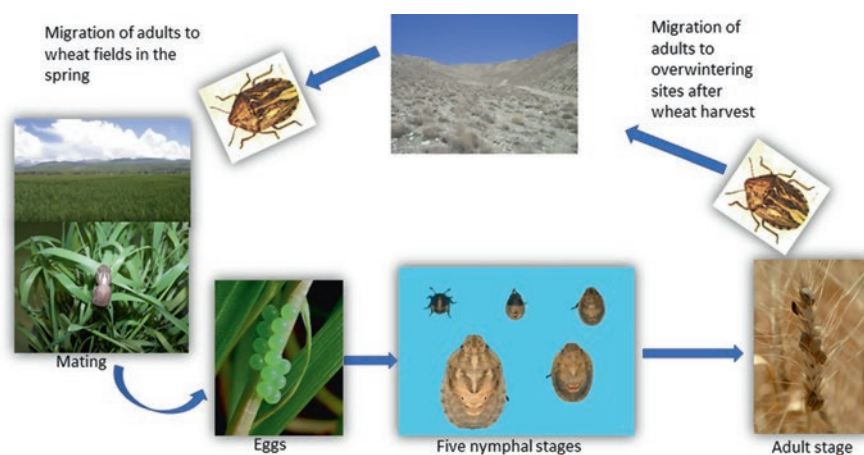 Migration of adults to
wheat fields in the
spring
Migration of
adults to
overwintering
sites after
wheat harvest
Mating
Eggs
Five nymphal stages
Adult stage